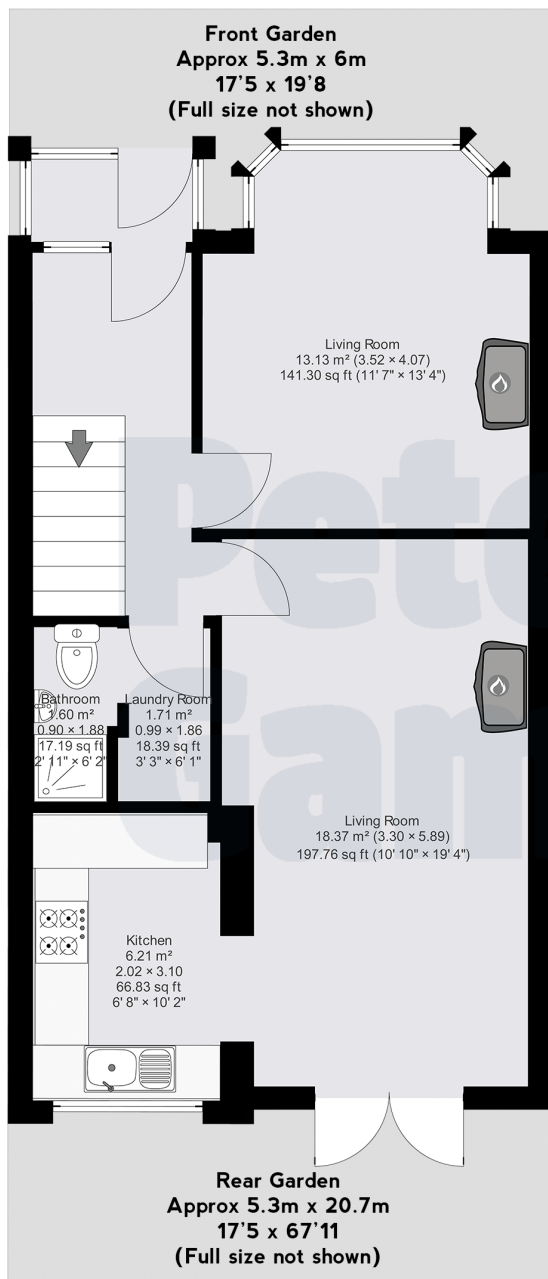 Front Garden
Approx 5.3m x 6m
17'5 x 19'8
(Full size not shown)
Living Room
13.13 m² (3.52 × 4.07)
141.30 sq ft (11' 7" × 13' 4")
Bathroom
1.60 m²
0.90 × 1.88
17.19 sq ft
2' 11" × 6' 2"
Laundry Room
1.71 m²
0.99 × 1.86
18.39 sq ft
3' 3" × 6' 1"
Living Room
18.37 m² (3.30 × 5.89)
197.76 sq ft (10' 10" × 19' 4")
Kitchen
6.21 m²
2.02 × 3.10
66.83 sq ft
6' 8" × 10' 2"
Rear Garden
Approx 5.3m x 20.7m
17'5 x 67'11
(Full size not shown)